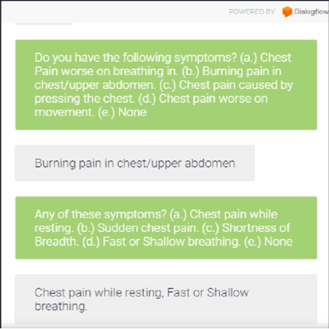 POWERED BY Dialogflow
Do you have the following symptoms? (a.) Chest
Pain worse on breathing in. (b.) Burning pain in
chest/upper abdomen. (c.) Chest pain caused by
pressing the chest. (d.) Chest pain worse on
movement. (e.) None
Burning pain in chest/upper abdomen
Any of these symptoms? (a.) Chest pain while
resting. (b.) Sudden chest pain. (c.) Shortness of
Breadth. (d.) Fast or Shallow breathing. (e.) None
Chest pain while resting, Fast or Shallow
breathing.